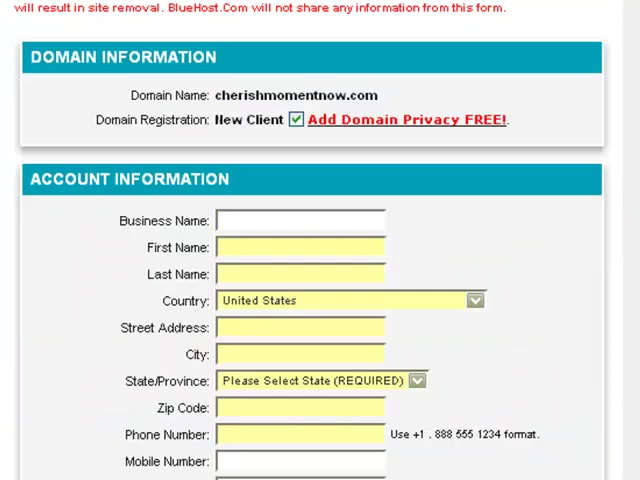 will result in site removal. BlueHost.Com will not share any information from this form.
DOMAIN INFORMATION
Domain Name: cherishmomentnow.com
Domain Registration: New Client Add Domain Privacy FREE!.
ACCOUNT INFORMATION
Business Name:
First Name:
Last Name:
Country: United States
Street Address:
City:
State/Province: Please Select State (REQUIRED)
Zip Code:
Phone Number: Use +1 . 888 555 1234 format.
Mobile Number: